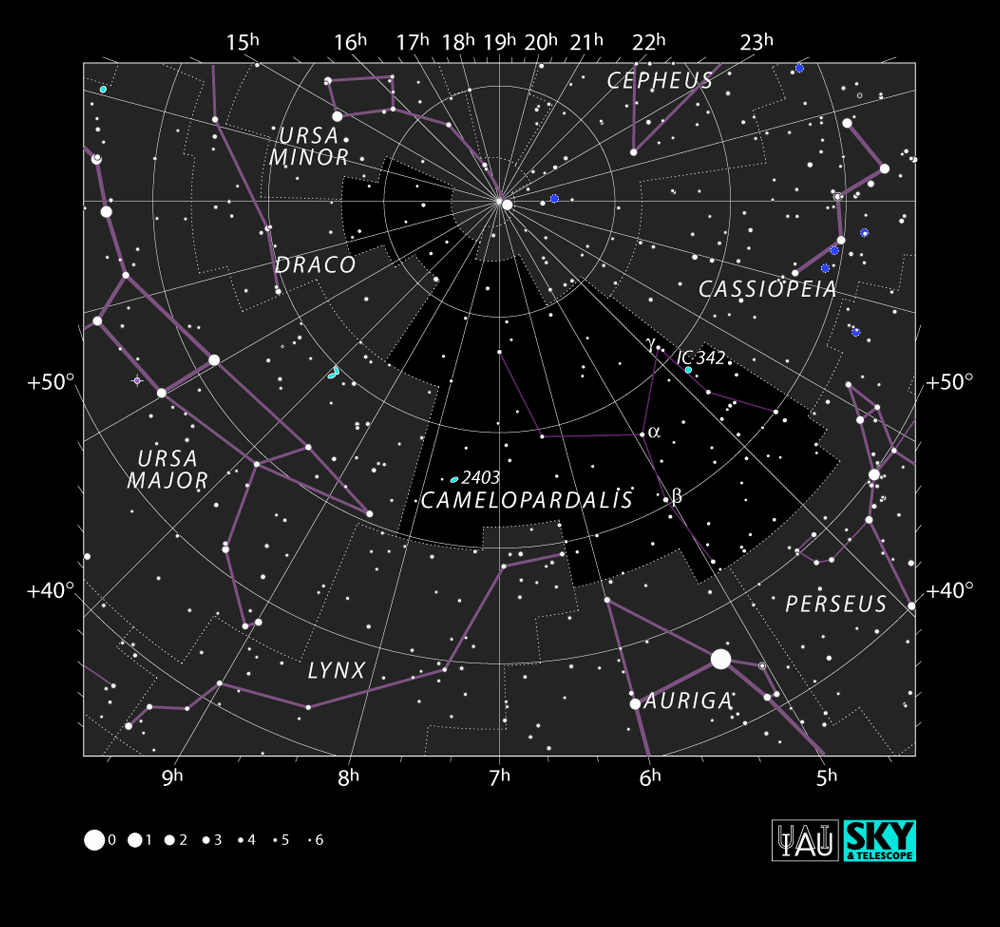 15h 16h 17h 18h 19h 20h 21h 22h 23h
CEPHEUS
URSA
MINOR
DRACO
CASSIOPEIA
γ IC 342
+50° +50°
α
URSA
MAJOR
2403
CAMELOPARDALIS β
+40° +40°
PERSEUS
LYNX
AURIGA
9h 8h 7h 6h 5h
0 1 2 3 4 5 6
IAU SKY
& TELESCOPE